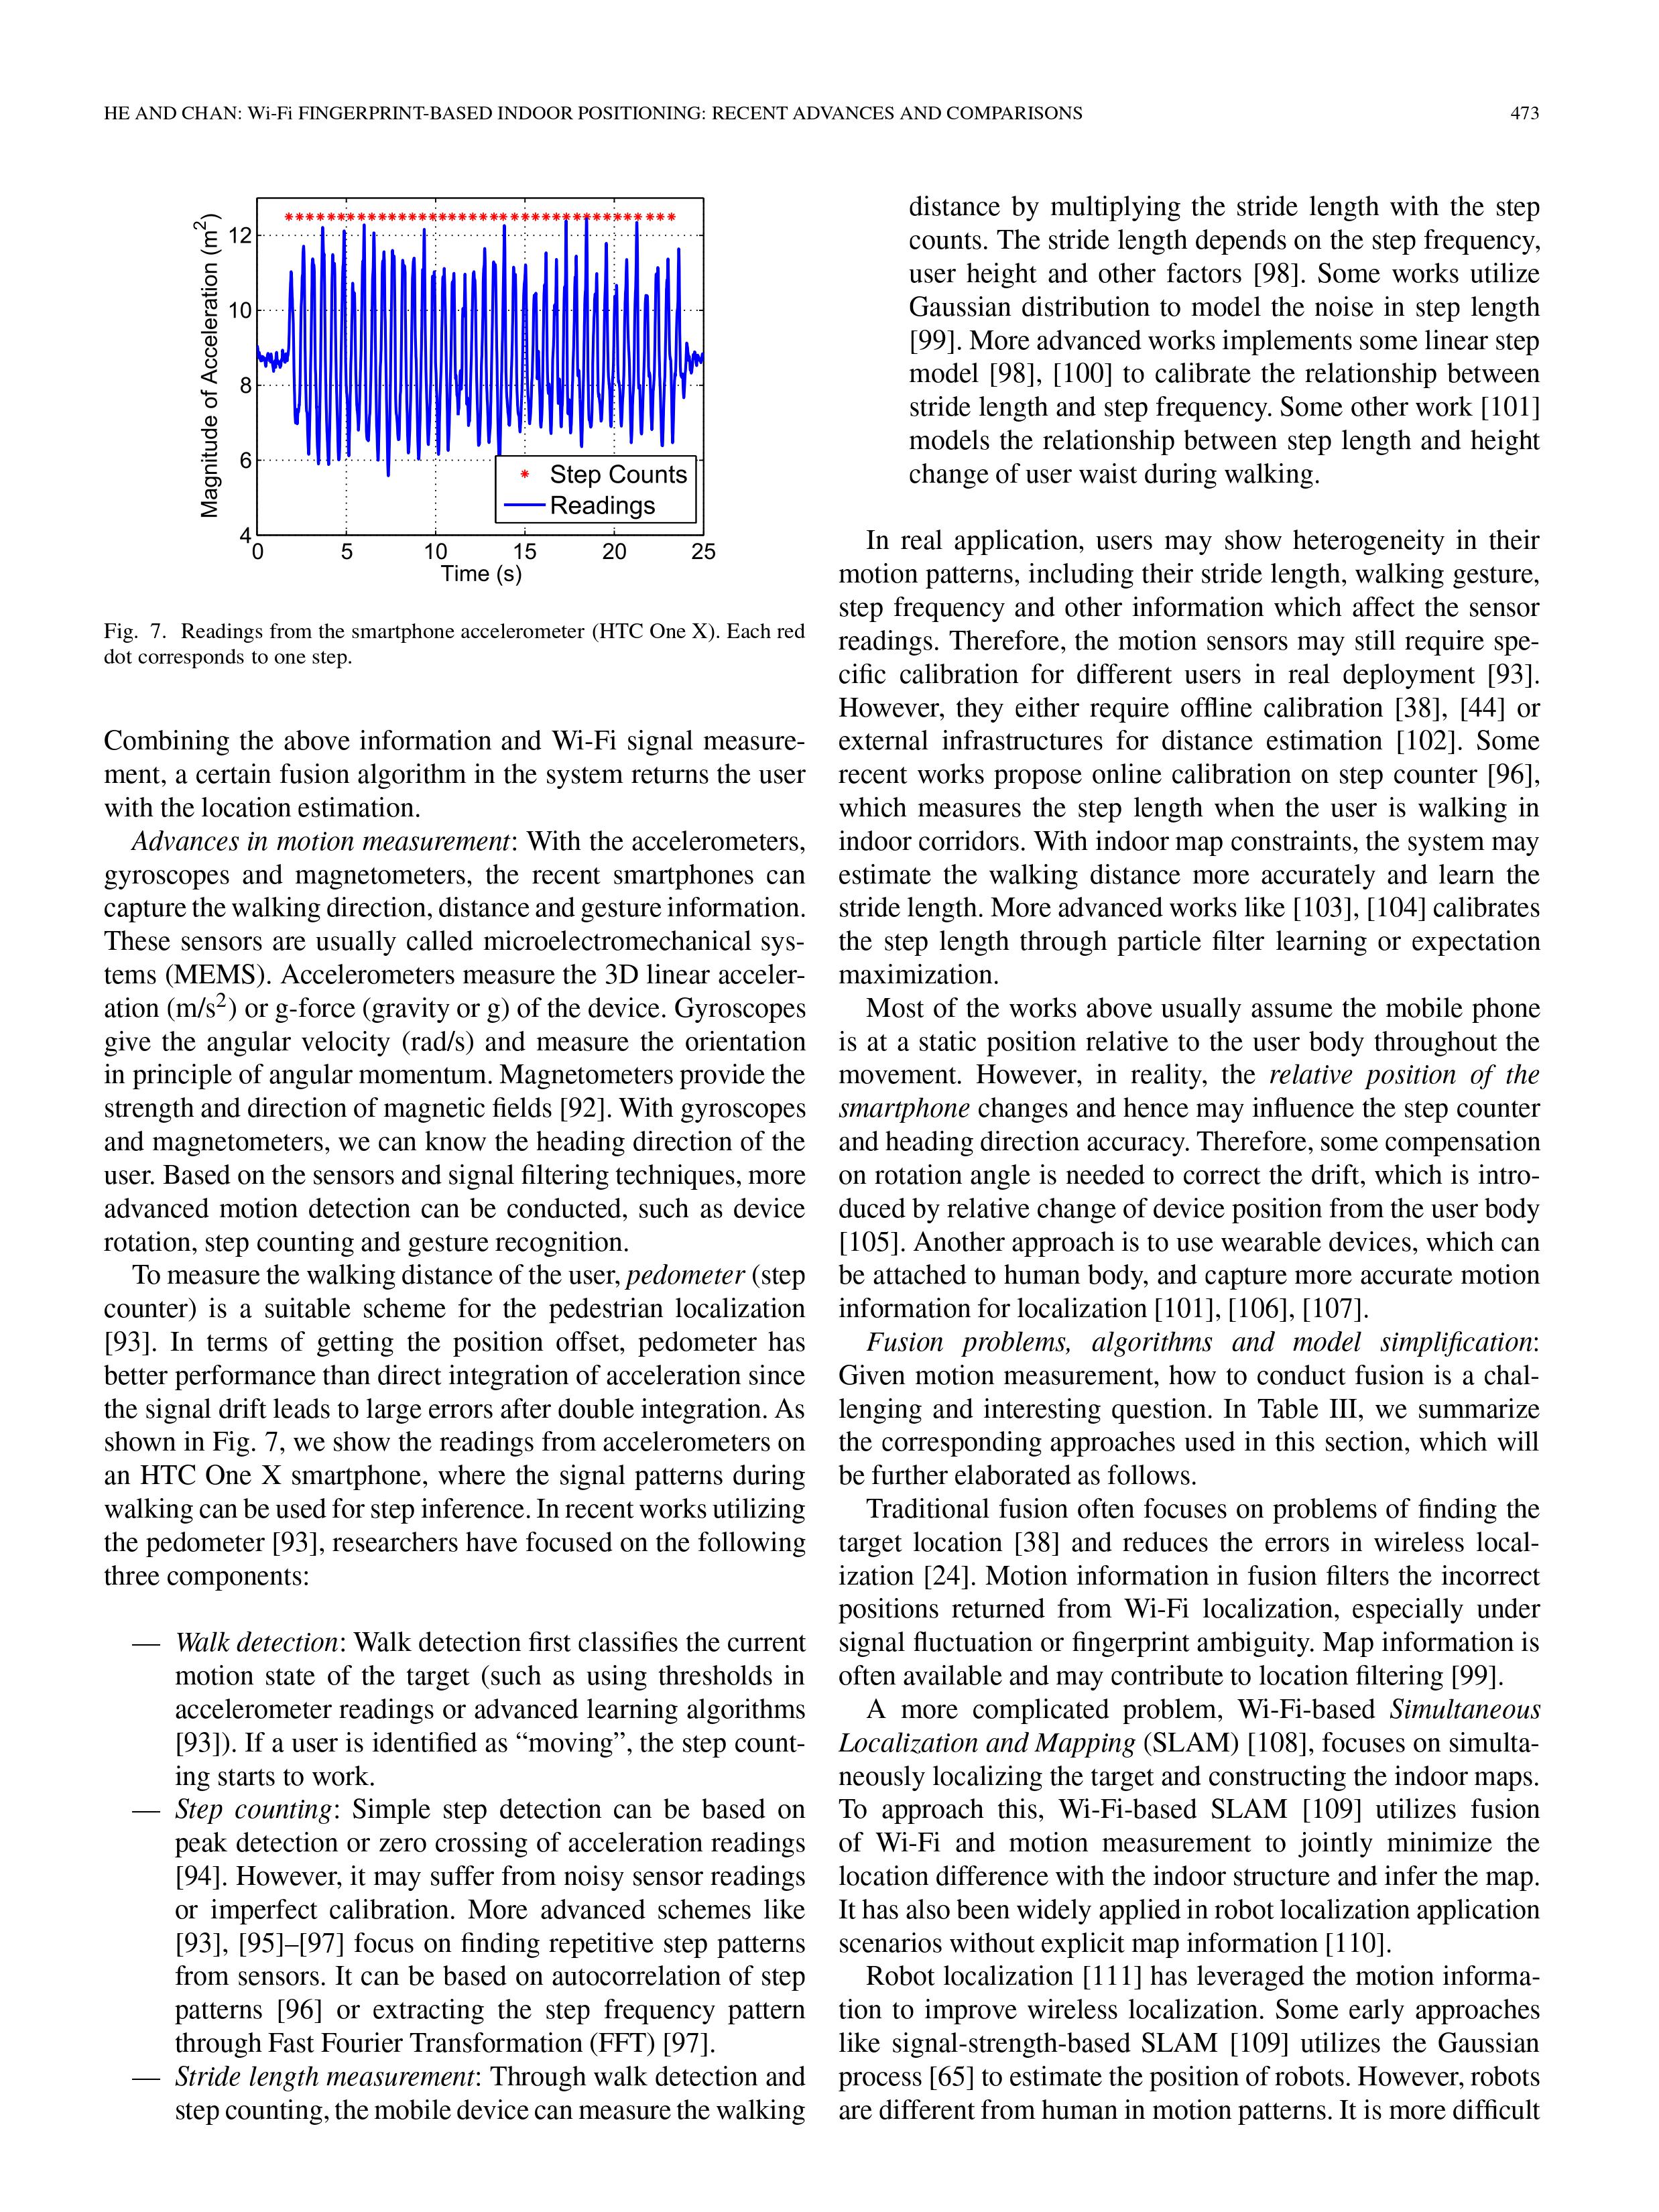 HE AND CHAN: Wi-Fi FINGERPRINT-BASED INDOOR POSITIONING: RECENT ADVANCES AND COMPARISONS 473
12
10
8
6
4
0 5 10 15 20 25
Magnitude of Acceleration (m2)
Time (s)
Step Counts
Readings
Fig. 7. Readings from the smartphone accelerometer (HTC One X). Each red
dot corresponds to one step.
Combining the above information and Wi-Fi signal measure-
ment, a certain fusion algorithm in the system returns the user
with the location estimation.
Advances in motion measurement: With the accelerometers,
gyroscopes and magnetometers, the recent smartphones can
capture the walking direction, distance and gesture information.
These sensors are usually called microelectromechanical sys-
tems (MEMS). Accelerometers measure the 3D linear acceler-
ation (m/s2) or g-force (gravity or g) of the device. Gyroscopes
give the angular velocity (rad/s) and measure the orientation
in principle of angular momentum. Magnetometers provide the
strength and direction of magnetic fields [92]. With gyroscopes
and magnetometers, we can know the heading direction of the
user. Based on the sensors and signal filtering techniques, more
advanced motion detection can be conducted, such as device
rotation, step counting and gesture recognition.
To measure the walking distance of the user, pedometer (step
counter) is a suitable scheme for the pedestrian localization
[93]. In terms of getting the position offset, pedometer has
better performance than direct integration of acceleration since
the signal drift leads to large errors after double integration. As
shown in Fig. 7, we show the readings from accelerometers on
an HTC One X smartphone, where the signal patterns during
walking can be used for step inference. In recent works utilizing
the pedometer [93], researchers have focused on the following
three components:
— Walk detection: Walk detection first classifies the current
motion state of the target (such as using thresholds in
accelerometer readings or advanced learning algorithms
[93]). If a user is identified as “moving”, the step count-
ing starts to work.
— Step counting: Simple step detection can be based on
peak detection or zero crossing of acceleration readings
[94]. However, it may suffer from noisy sensor readings
or imperfect calibration. More advanced schemes like
[93], [95]–[97] focus on finding repetitive step patterns
from sensors. It can be based on autocorrelation of step
patterns [96] or extracting the step frequency pattern
through Fast Fourier Transformation (FFT) [97].
— Stride length measurement: Through walk detection and
step counting, the mobile device can measure the walking
distance by multiplying the stride length with the step
counts. The stride length depends on the step frequency,
user height and other factors [98]. Some works utilize
Gaussian distribution to model the noise in step length
[99]. More advanced works implements some linear step
model [98], [100] to calibrate the relationship between
stride length and step frequency. Some other work [101]
models the relationship between step length and height
change of user waist during walking.
In real application, users may show heterogeneity in their
motion patterns, including their stride length, walking gesture,
step frequency and other information which affect the sensor
readings. Therefore, the motion sensors may still require spe-
cific calibration for different users in real deployment [93].
However, they either require offline calibration [38], [44] or
external infrastructures for distance estimation [102]. Some
recent works propose online calibration on step counter [96],
which measures the step length when the user is walking in
indoor corridors. With indoor map constraints, the system may
estimate the walking distance more accurately and learn the
stride length. More advanced works like [103], [104] calibrates
the step length through particle filter learning or expectation
maximization.
Most of the works above usually assume the mobile phone
is at a static position relative to the user body throughout the
movement. However, in reality, the relative position of the
smartphone changes and hence may influence the step counter
and heading direction accuracy. Therefore, some compensation
on rotation angle is needed to correct the drift, which is intro-
duced by relative change of device position from the user body
[105]. Another approach is to use wearable devices, which can
be attached to human body, and capture more accurate motion
information for localization [101], [106], [107].
Fusion problems, algorithms and model simplification:
Given motion measurement, how to conduct fusion is a chal-
lenging and interesting question. In Table III, we summarize
the corresponding approaches used in this section, which will
be further elaborated as follows.
Traditional fusion often focuses on problems of finding the
target location [38] and reduces the errors in wireless local-
ization [24]. Motion information in fusion filters the incorrect
positions returned from Wi-Fi localization, especially under
signal fluctuation or fingerprint ambiguity. Map information is
often available and may contribute to location filtering [99].
A more complicated problem, Wi-Fi-based Simultaneous
Localization and Mapping (SLAM) [108], focuses on simulta-
neously localizing the target and constructing the indoor maps.
To approach this, Wi-Fi-based SLAM [109] utilizes fusion
of Wi-Fi and motion measurement to jointly minimize the
location difference with the indoor structure and infer the map.
It has also been widely applied in robot localization application
scenarios without explicit map information [110].
Robot localization [111] has leveraged the motion informa-
tion to improve wireless localization. Some early approaches
like signal-strength-based SLAM [109] utilizes the Gaussian
process [65] to estimate the position of robots. However, robots
are different from human in motion patterns. It is more difficult